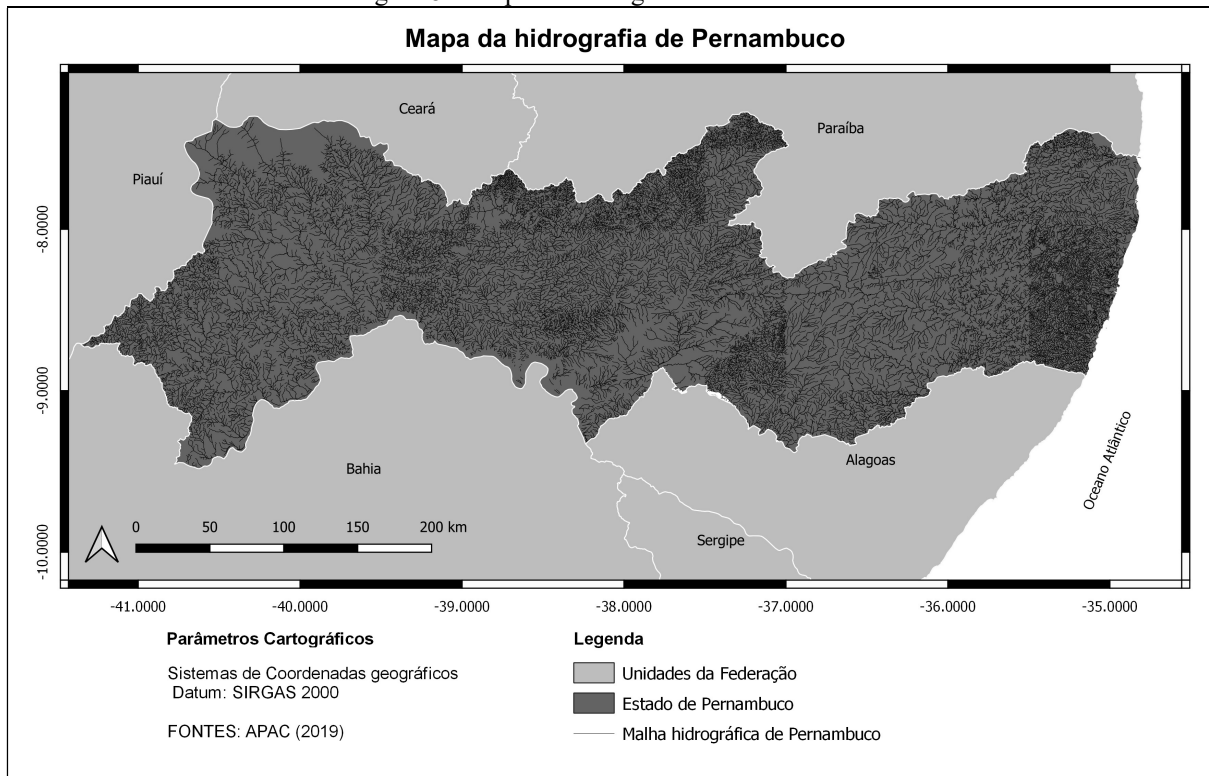 Mapa da hidrografia de Pernambuco
Ceará
Paraíba
Piauí
-8.0000
-9.0000
-10.0000
Bahia
Alagoas
Sergipe
Oceano Atlântico
0 50 100 150 200 km
-41.0000 -40.0000 -39.0000 -38.0000 -37.0000 -36.0000 -35.0000
Parâmetros Cartográficos
Sistemas de Coordenadas geográficos
Datum: SIRGAS 2000
FONTES: APAC (2019)
Legenda
Unidades da Federação
Estado de Pernambuco
Malha hidrográfica de Pernambuco